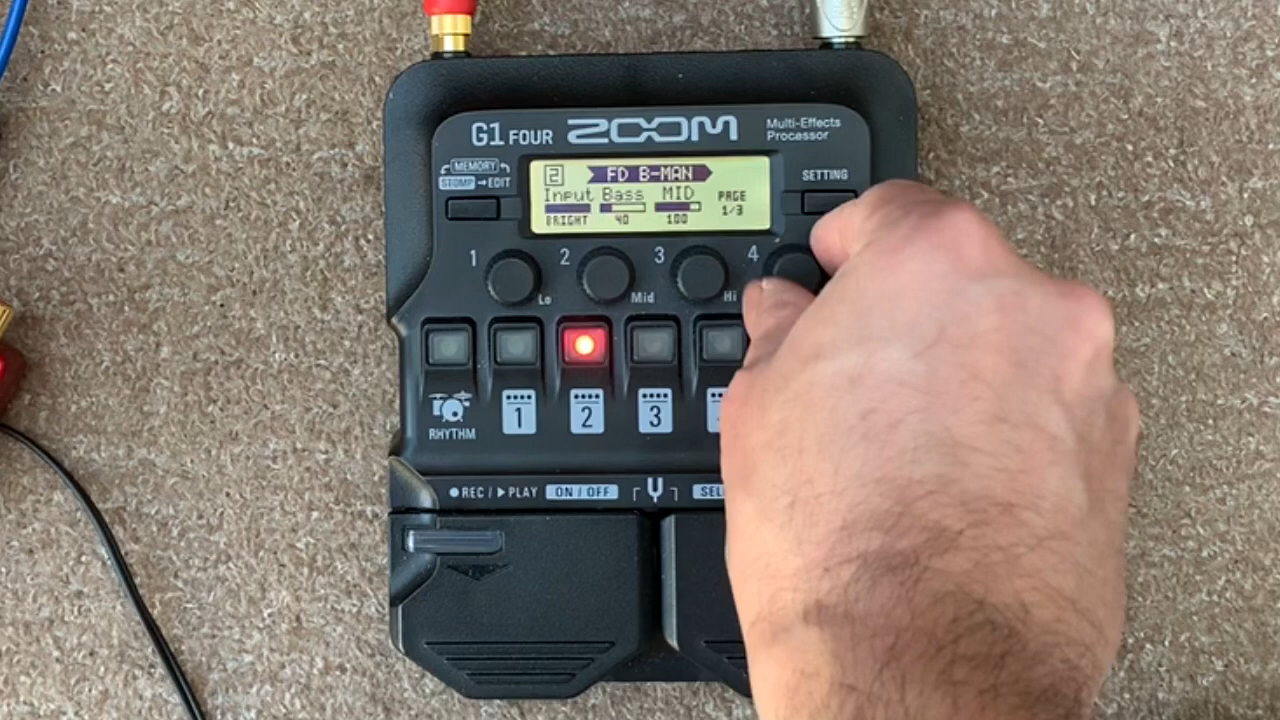 G1 FOUR ZOOM Multi-Effects Processor
MEMORY
STOMP →EDIT
SETTING
2 FD B-MAN
Input Bass MID PAGE
BRIGHT 40 100 1/3
1 2 3 4
Lo Mid Hi
1 2 3
RHYTHM
●REC / ▶PLAY ON / OFF